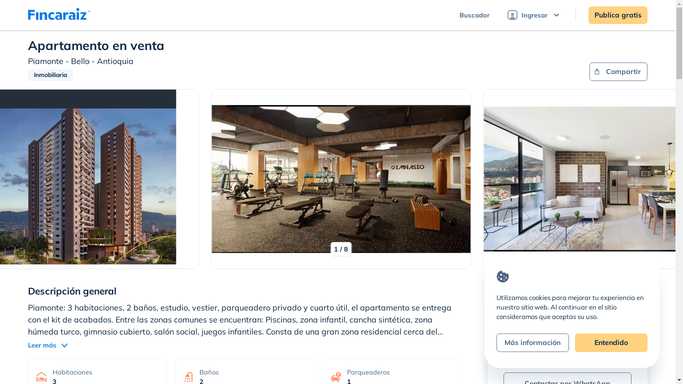 Fincaraiz
Buscador
Ingresar
Publica gratis
Apartamento en venta
Piamonte - Bello - Antioquia
Inmobiliaria
Compartir
GIMNASIO
1 / 8
Descripción general
Piamonte: 3 habitaciones, 2 baños, estudio, vestier, parqueadero privado y cuarto útil, el apartamento se entrega
con el kit de acabados. Entre las zonas comunes se encuentran: Piscinas, zona infantil, cancha sintética, zona
húmeda turco, gimnasio cubierto, salón social, juegos infantiles. Consta de una gran zona residencial cerca del...
Leer más
Habitaciones
3
Baños
2
Parqueaderos
1
Utilizamos cookies para mejorar tu experiencia en
nuestro sitio web. Al continuar en el sitio
consideramos que aceptas su uso.
Más información
Entendido
Contactar por WhatsApp